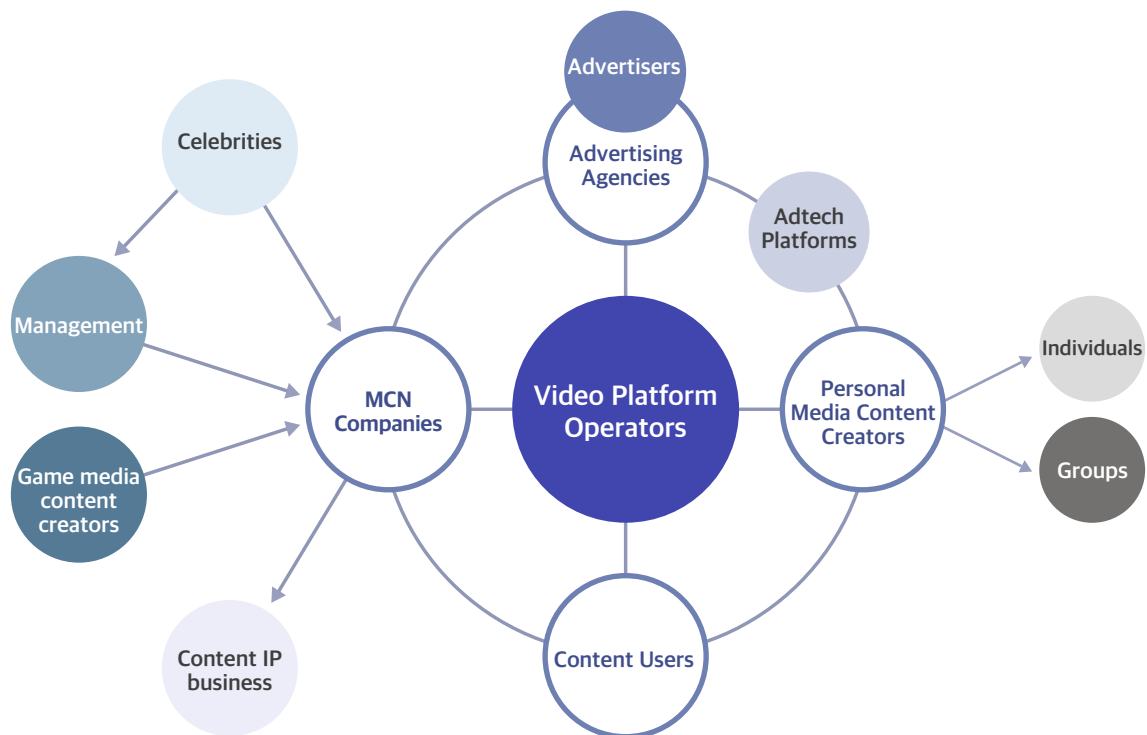 Advertisers
Celebrities
Advertising
Agencies
Adtech
Platforms
Management
Individuals
MCN
Companies
Video Platform
Operators
Personal
Media Content
Creators
Game media
content
creators
Groups
Content IP
business
Content Users